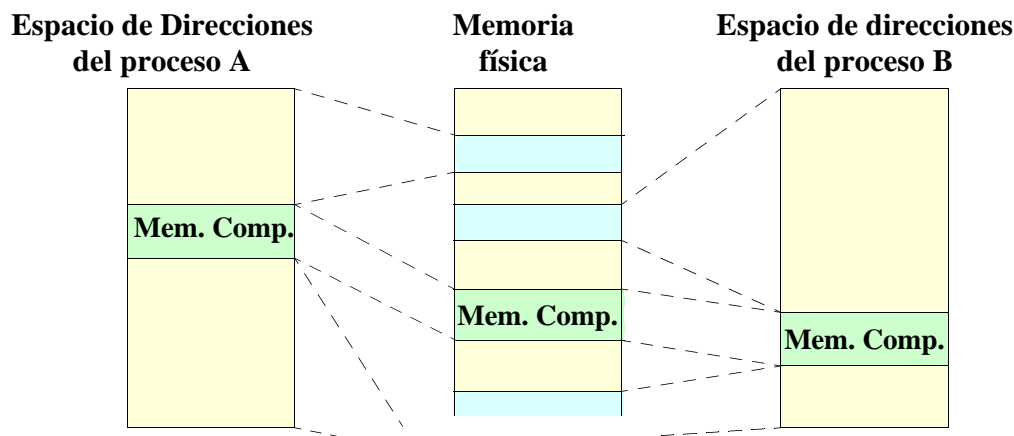 Espacio de Direcciones
del proceso A
Memoria
física
Espacio de direcciones
del proceso B
Mem. Comp.
Mem. Comp.
Mem. Comp.